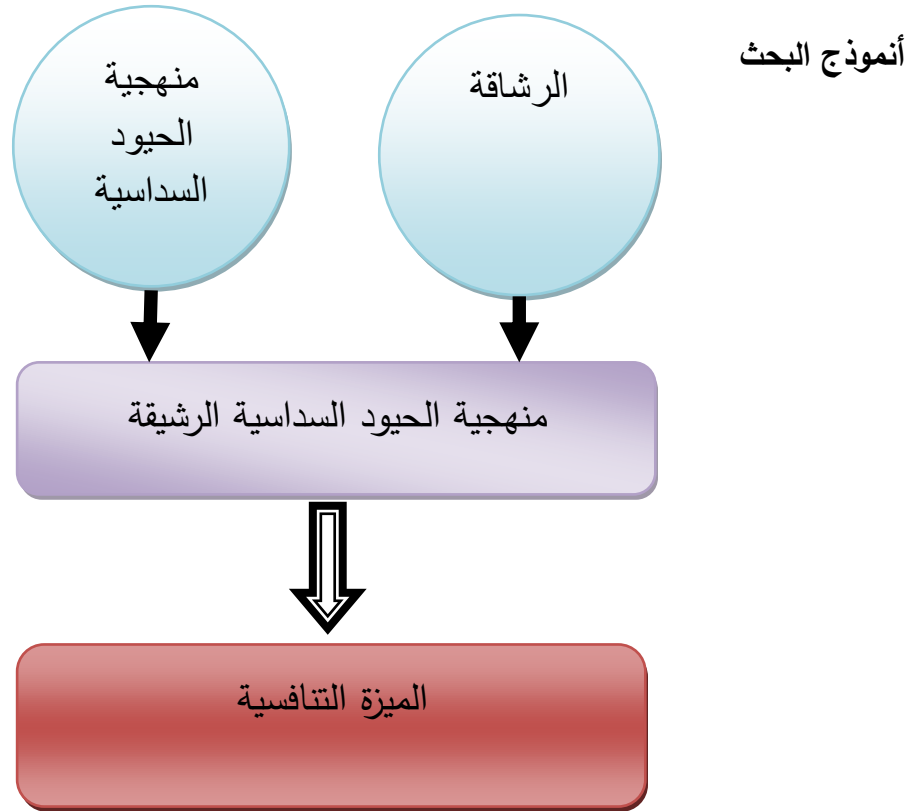 أنموذج البحث
الرشاقة
منهجية
الحيود
السداسية
منهجية الحيود السداسية الرشيقة
الميزة التنافسية